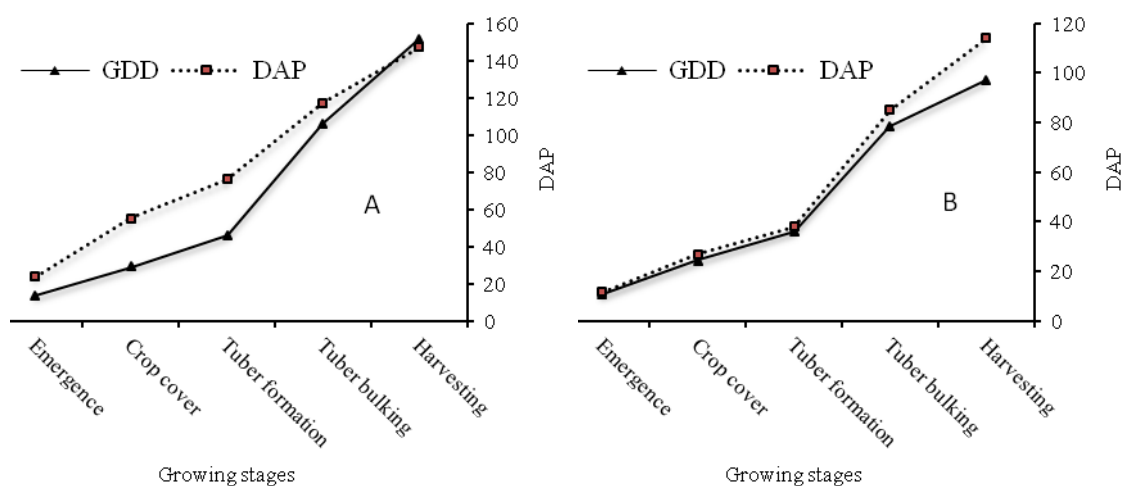 GDD
DAP
160
140
120
100
80
60
40
20
0
DAP
A
Emergence
Crop cover
Tuber formation
Tuber bulking
Harvesting
Growing stages
GDD
DAP
120
100
80
60
40
20
0
DAP
B
Emergence
Crop cover
Tuber formation
Tuber bulking
Harvesting
Growing stages